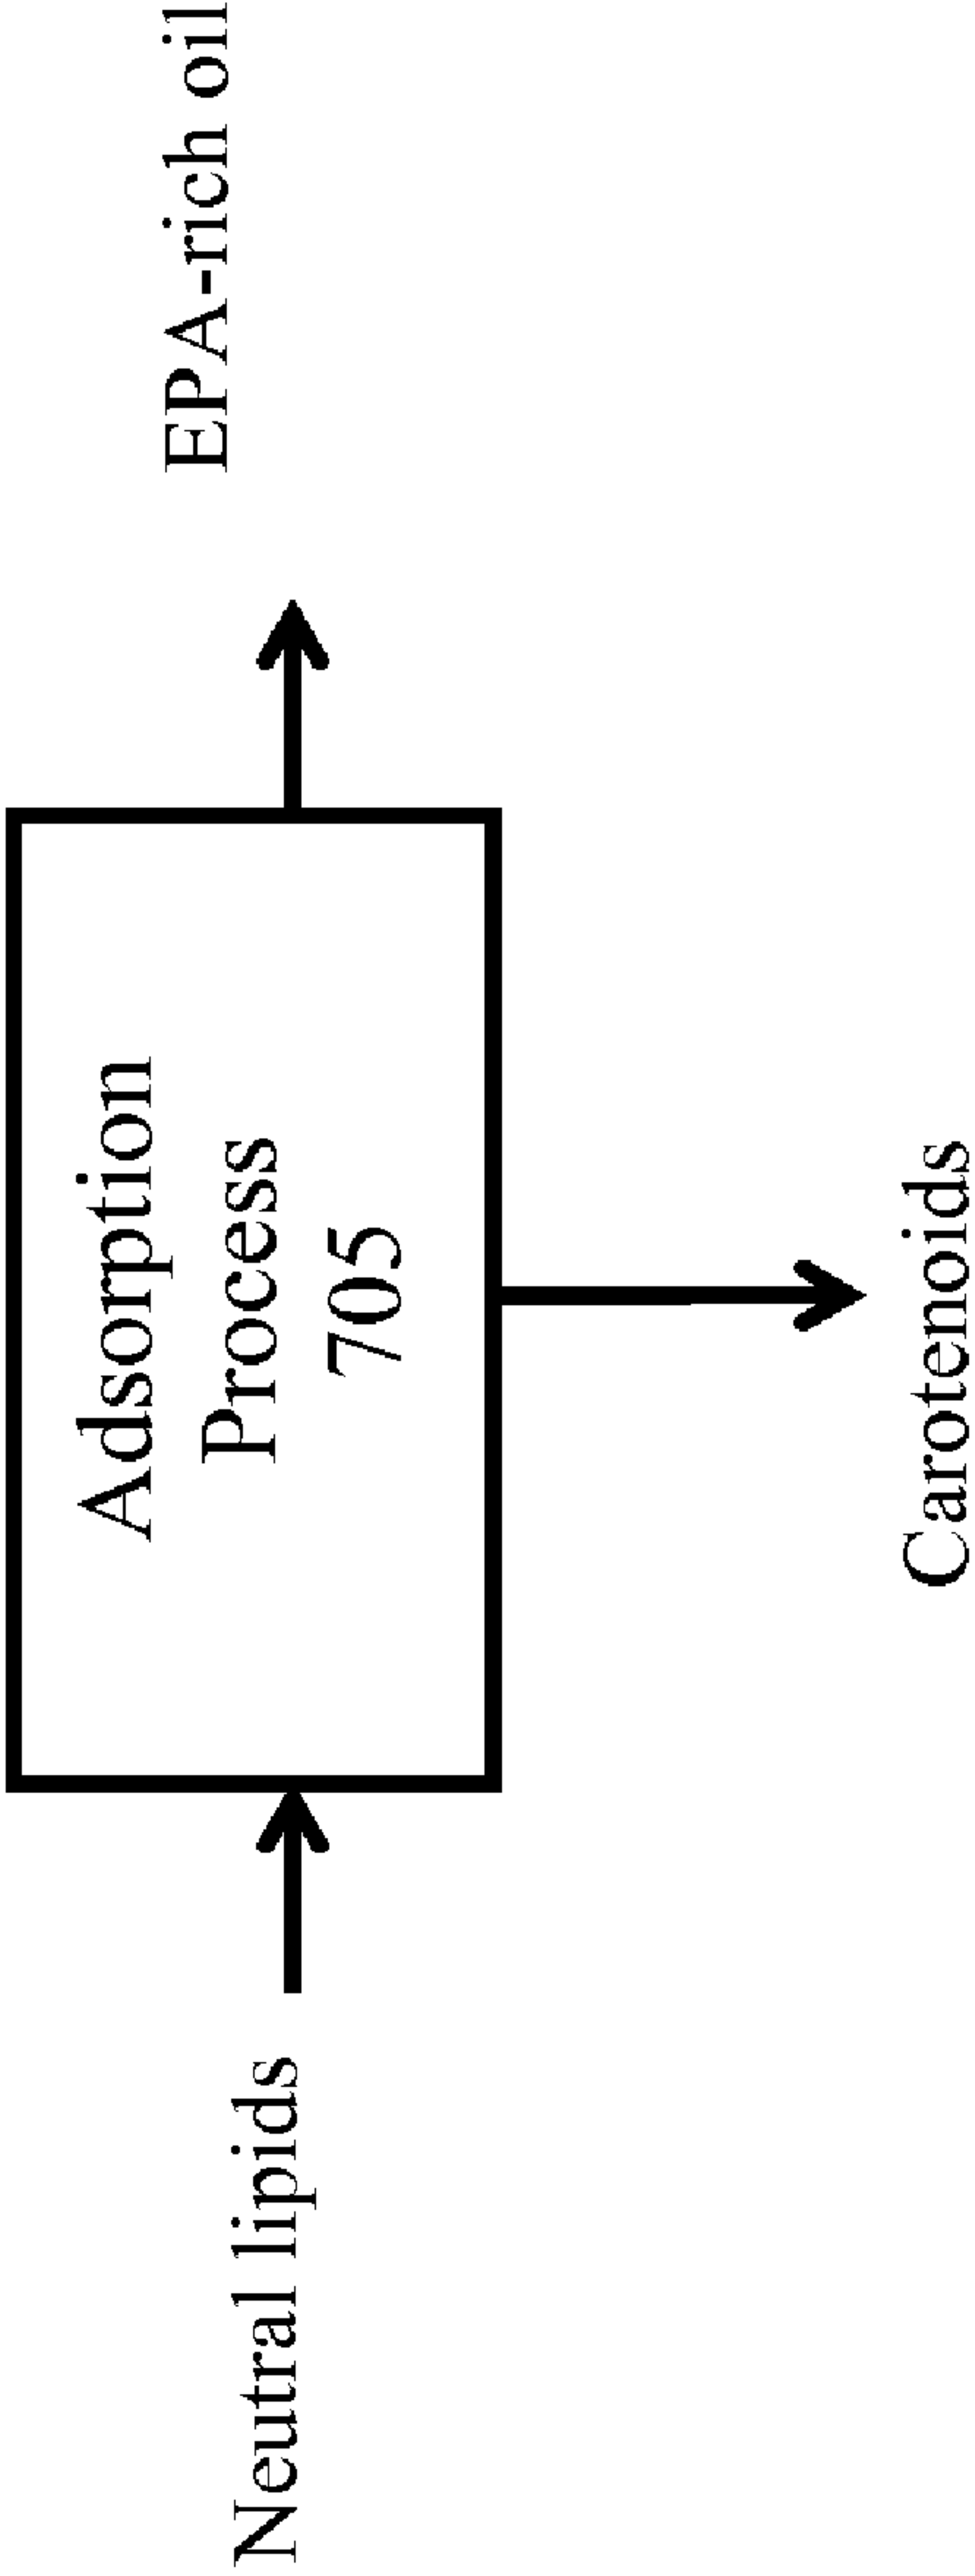 Neutral lipids
Adsorption
Process
705
EPA-rich oil
Carotenoids